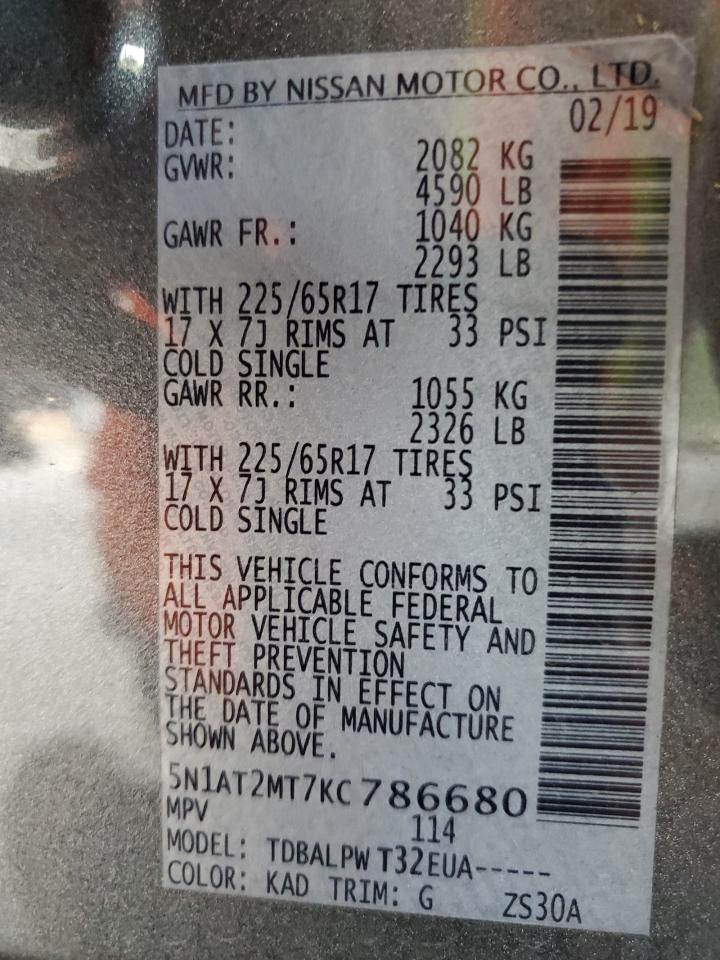 MFD BY NISSAN MOTOR CO., LTD.
DATE: 02/19
GVWR: 2082 KG
4590 LB
GAWR FR.: 1040 KG
2293 LB
WITH 225/65R17 TIRES
17 X 7J RIMS AT 33 PSI
COLD SINGLE
GAWR RR.: 1055 KG
2326 LB
WITH 225/65R17 TIRES
17 X 7J RIMS AT 33 PSI
COLD SINGLE
THIS VEHICLE CONFORMS TO
ALL APPLICABLE FEDERAL
MOTOR VEHICLE SAFETY AND
THEFT PREVENTION
STANDARDS IN EFFECT ON
THE DATE OF MANUFACTURE
SHOWN ABOVE.
5N1AT2MT7KC786680
MPV 114
MODEL: TDBALPW T32EUA-----
COLOR: KAD TRIM: G ZS30A